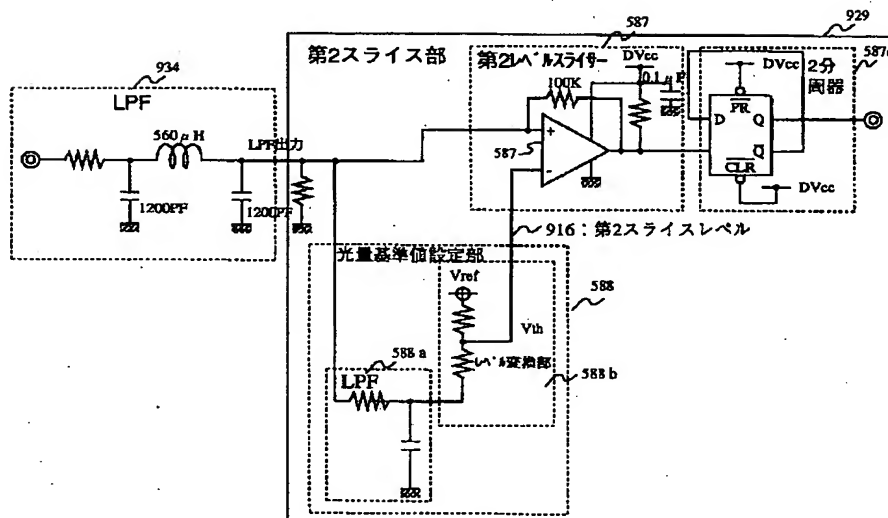 587
929
第2スライス部
第2レベルスライサー
587c
934
DVcc
DVcc
2分
周器
0.1μF
LPF
100K
PR
560μH
D
Q
LPF出力
587
+
Q
-
CLR
1200PF
1200PF
DVcc
916：第2スライスレベル
光量基準値設定部
588
Vref
Vth
588 a
レベル変換部
588 b
LPF